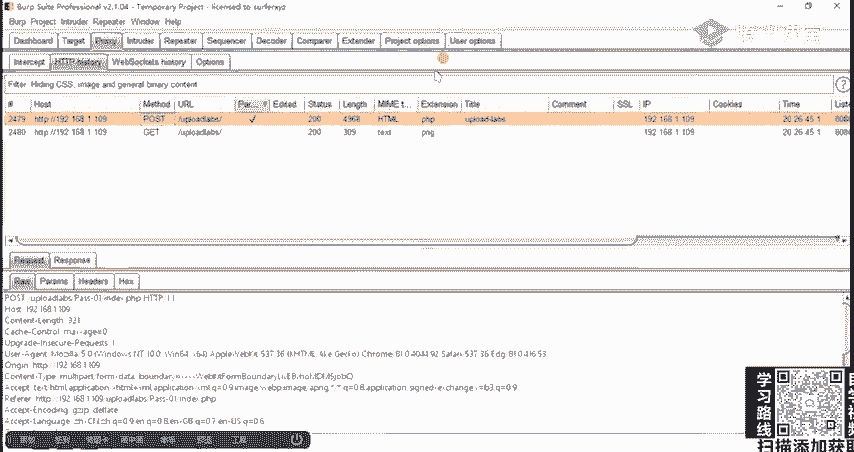 Burp Suite Professional v2.1.04 - Temporary Project - licensed to surferxyz
Burp Project Intruder Repeater Window Help
Dashboard Target Proxy Intruder Repeater Sequencer Decoder Comparer Extender Project options User options
Intercept HTTP history WebSockets history Options
Filter: Hiding CSS, image and general binary content
# Host Method URL Par... Edited Status Length MIME t... Extension Title Comment SSL IP Cookies Time
2479 http://192.168.1.109 POST /uploadlabs/ ✓ 200 4968 HTML php upload-labs 192.168.1.109 20:26:45 1
2480 http://192.168.1.109 GET /uploadlabs/ 200 309 text png 192.168.1.109 20:26:45 1
Request Response
Raw Params Headers Hex
POST /uploadlabs/Pass-01/index.php HTTP/1.1
Host: 192.168.1.109
Content-Length: 321
Cache-Control: max-age=0
Upgrade-Insecure-Requests: 1
User-Agent: Mozilla/5.0 (Windows NT 10.0; Win64; x64) AppleWebKit/537.36 (KHTML, like Gecko) Chrome/81.0.4044.92 Safari/537.36 Edg/81.0.416.53
Origin: http://192.168.1.109
Content-Type: multipart/form-data; boundary=
Accept: text/html,application/xhtml+xml,application/xml;q=0.9,image/webp,image/apng,*/*;q=0.8,application/signed-exchange;v=b3;q=0.9
Referer: http://192.168.1.109/uploadlabs/Pass-01/index.php
Accept-Encoding: gzip, deflate
Accept-Language: zh-CN,zh;q=0.9,en;q=0.8,en-GB;q=0.7,en-US;q=0.6
学习路线
扫描添加获取